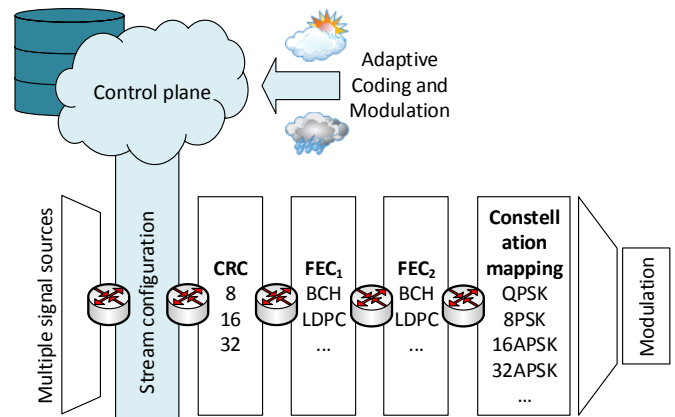 Control plane
Adaptive
Coding and
Modulation
Multiple signal sources
Stream configuration
CRC
8
16
32
FEC₁
BCH
LDPC
...
FEC₂
BCH
LDPC
...
Constell
ation
mapping
QPSK
8PSK
16APSK
32APSK
...
Modulation